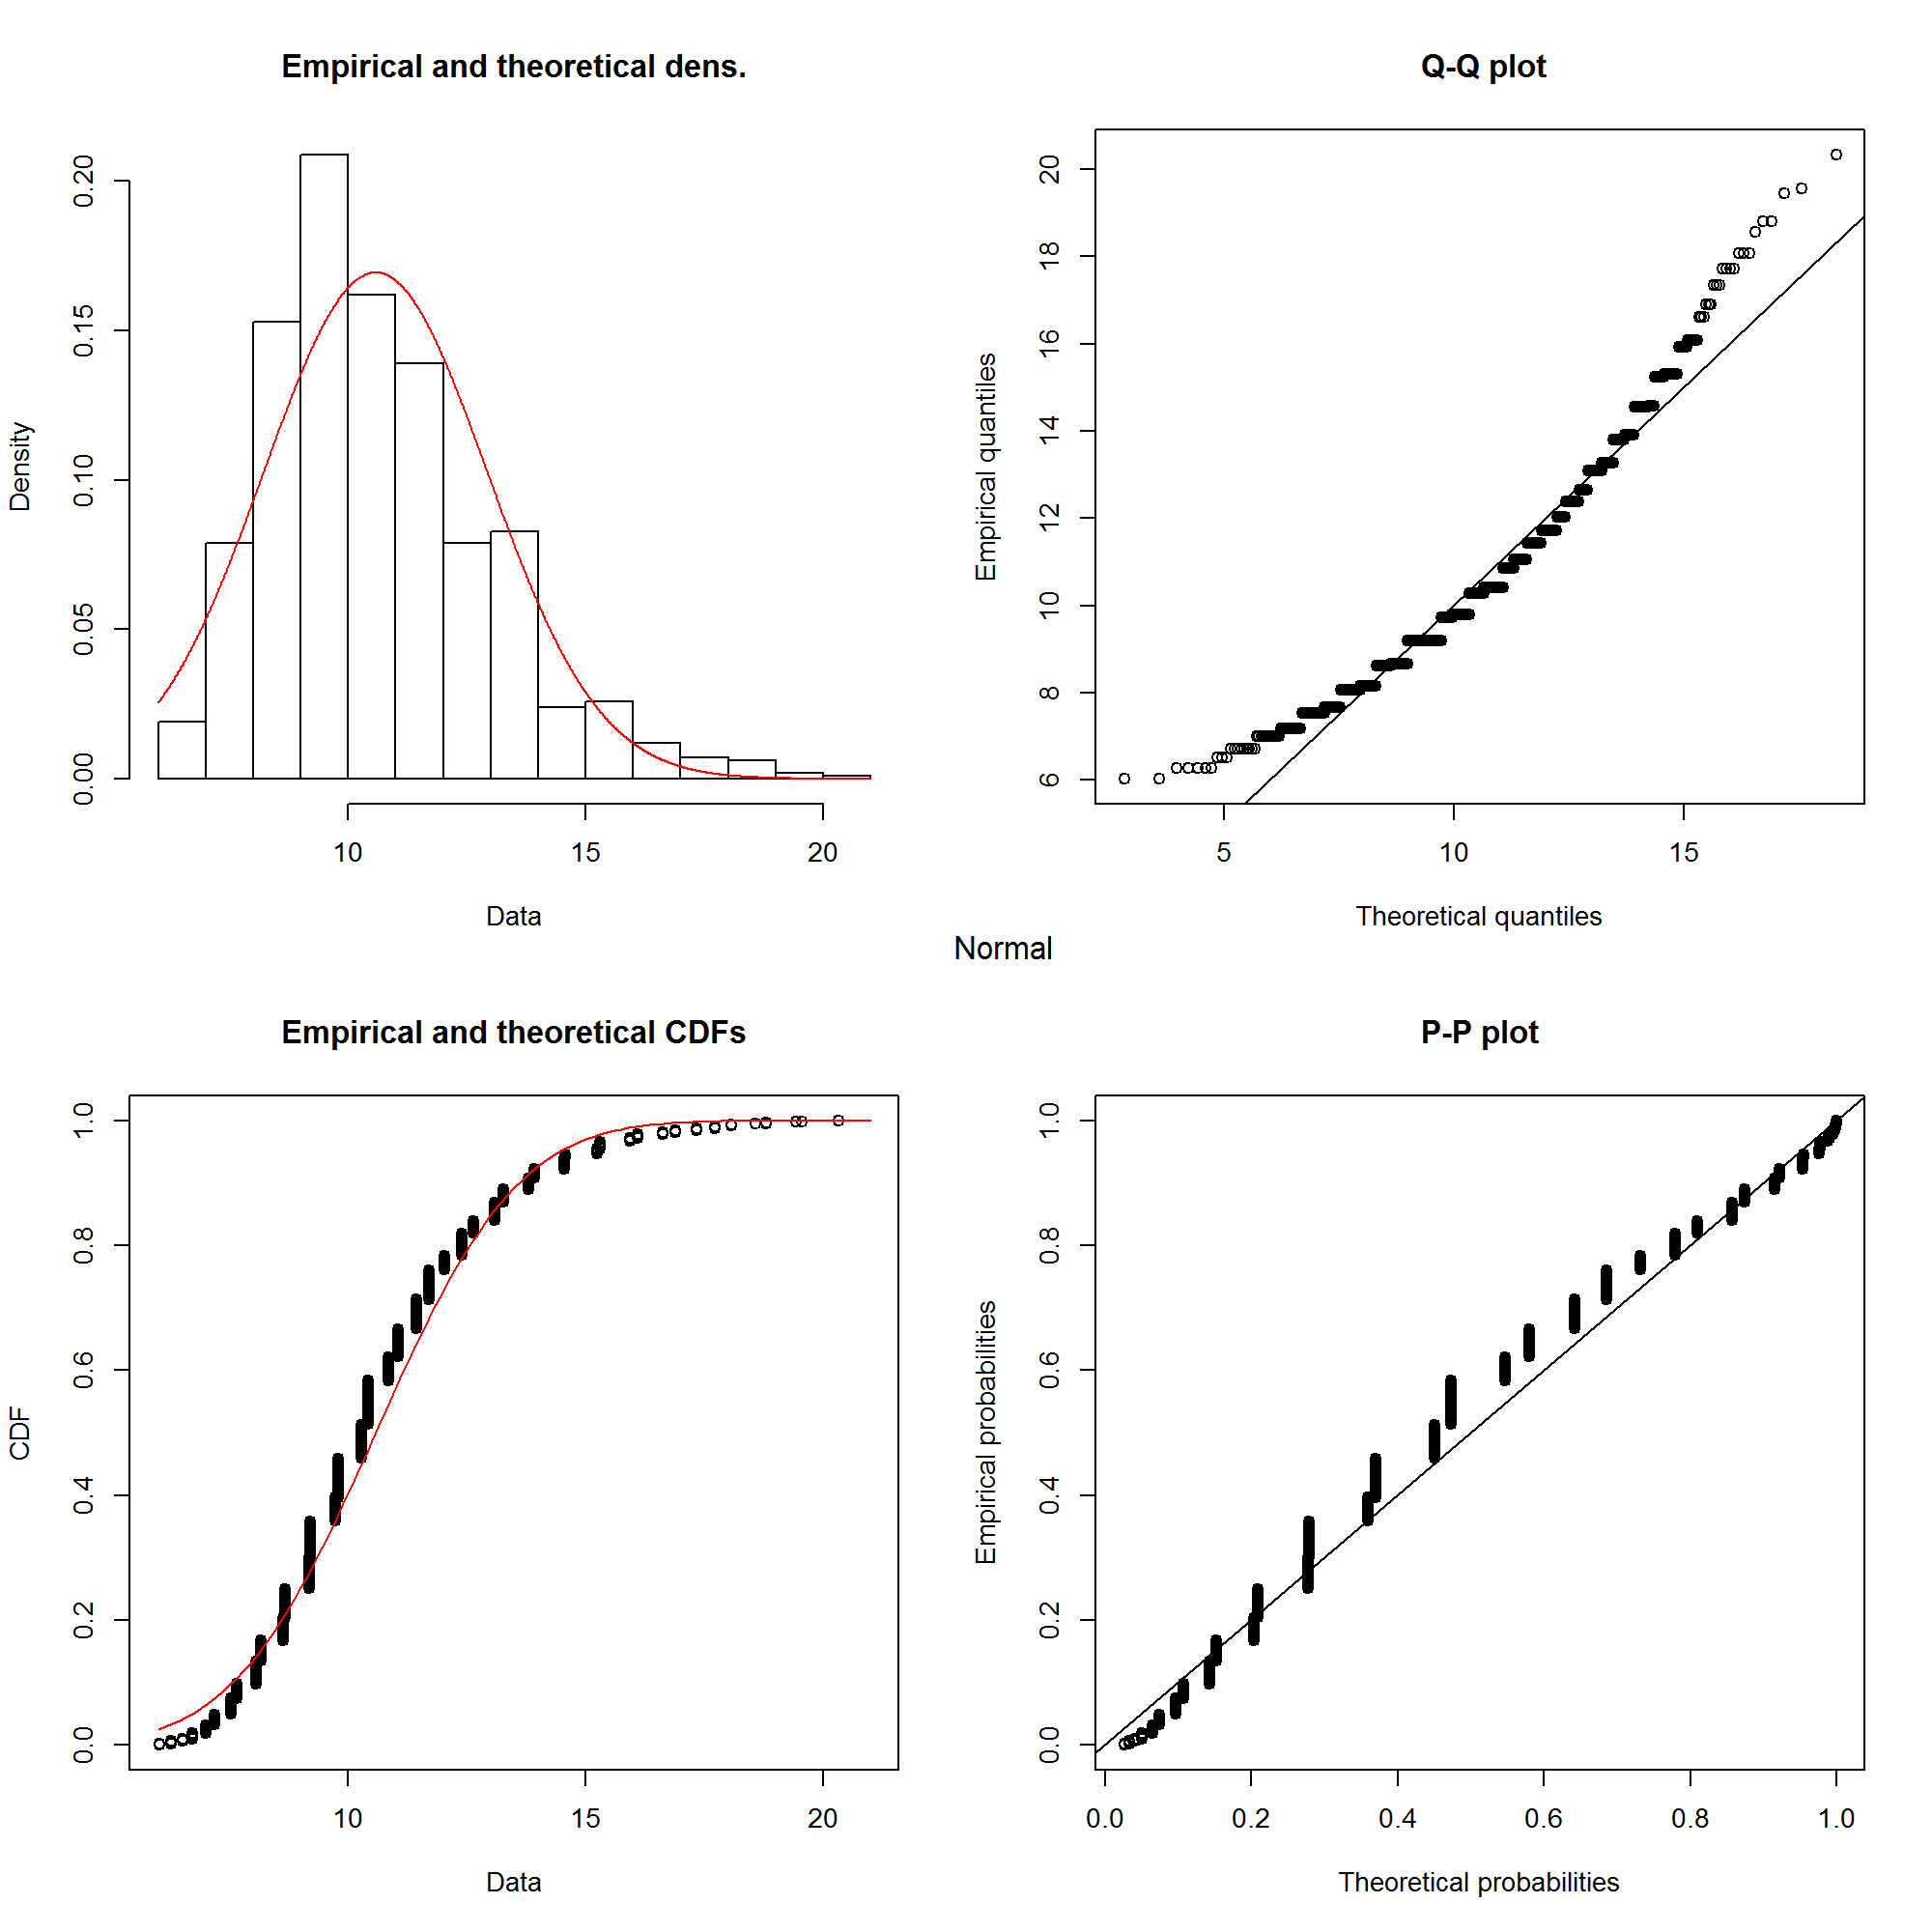 Empirical and theoretical dens.
Density
0.00 0.05 0.10 0.15 0.20
10 15 20
Data
Q-Q plot
Empirical quantiles
6 8 10 12 14 16 18 20
5 10 15
Theoretical quantiles
Normal
Empirical and theoretical CDFs
CDF
0.0 0.2 0.4 0.6 0.8 1.0
10 15 20
Data
P-P plot
Empirical probabilities
0.0 0.2 0.4 0.6 0.8 1.0
0.0 0.2 0.4 0.6 0.8 1.0
Theoretical probabilities